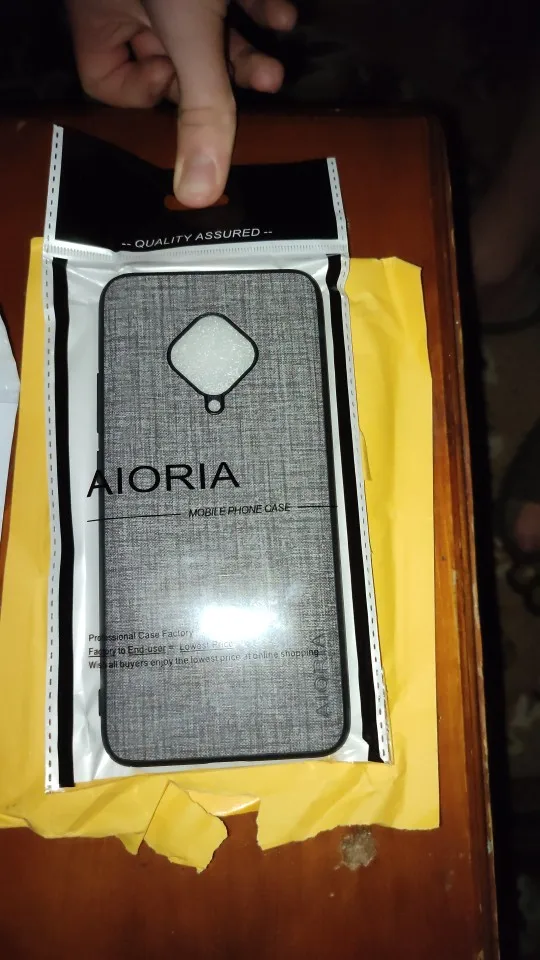 -- QUALITY ASSURED --
AIORIA
MOBILE PHONE CASE
Professional Case Factory
Factory to End-user = Lowest Price
Wish all buyers enjoy the lowest price at online shopping
AIORIA